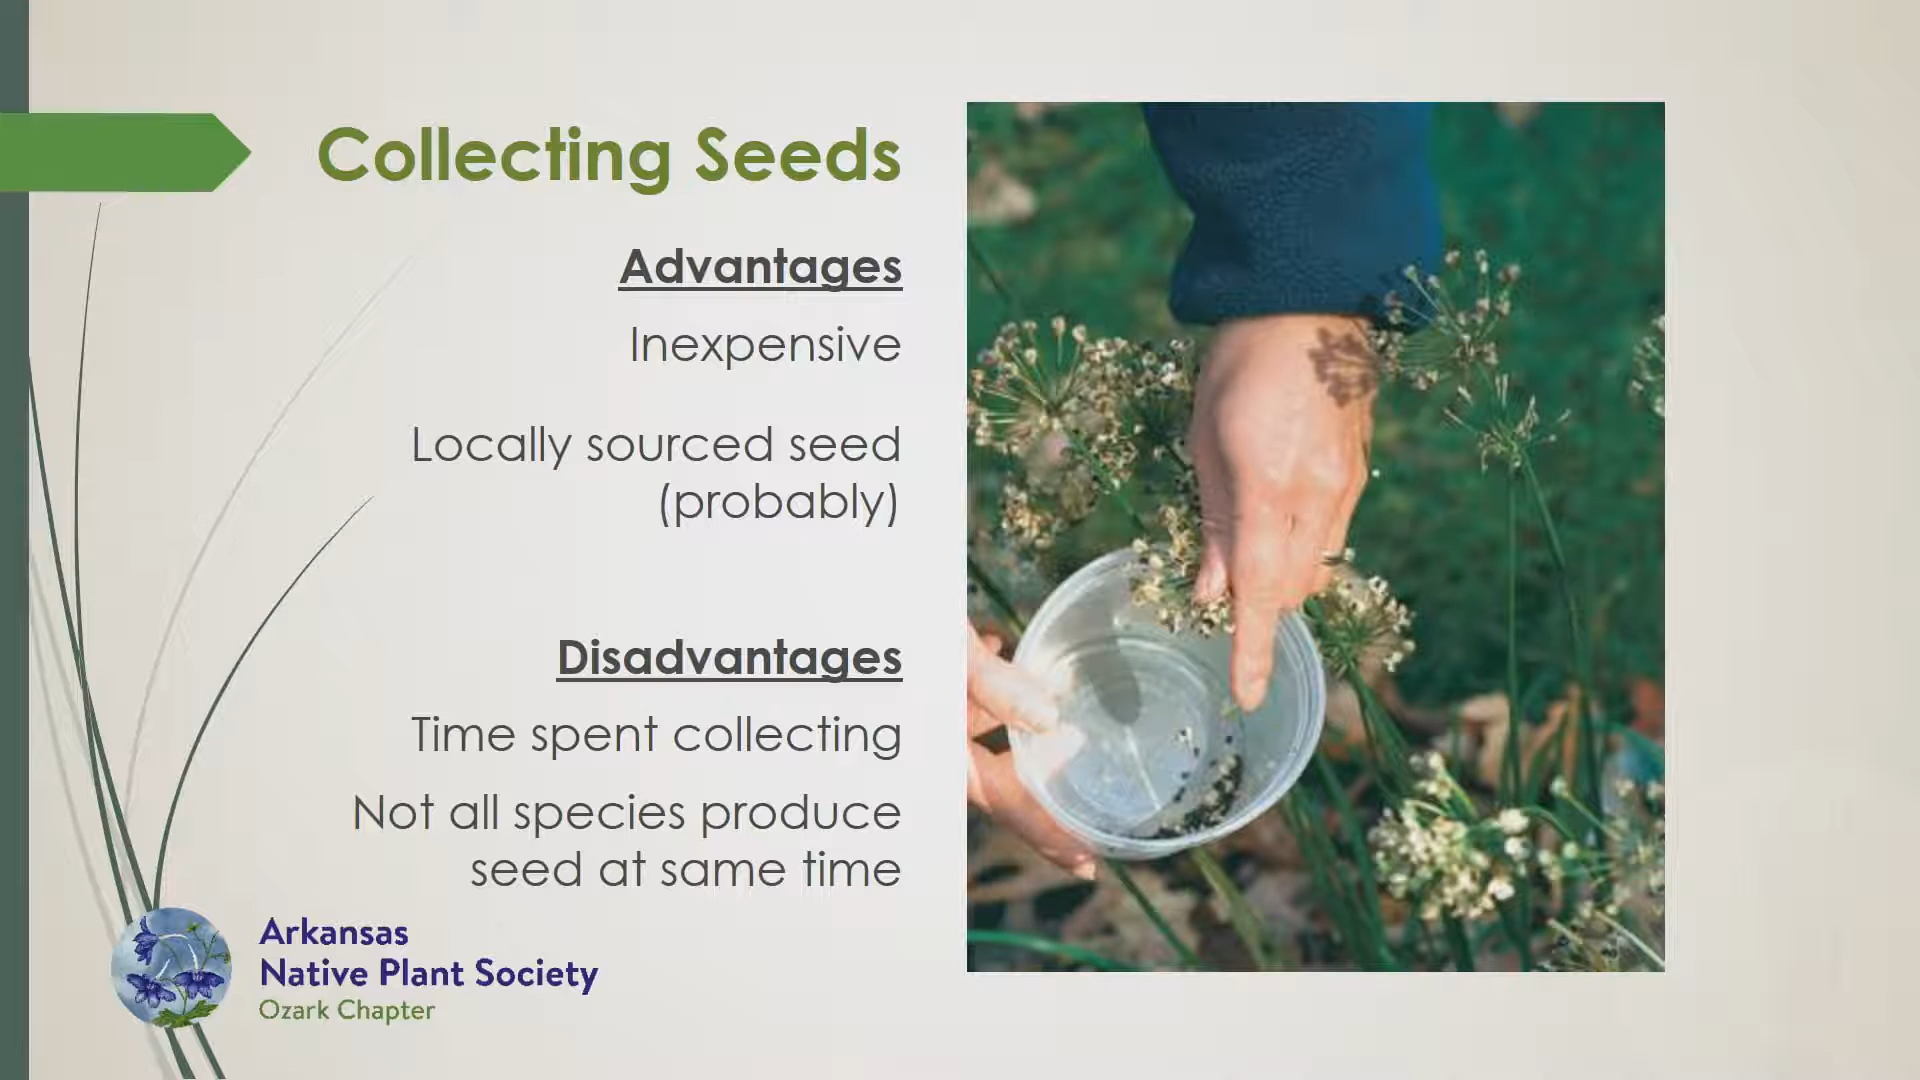 Collecting Seeds
Advantages
Inexpensive
Locally sourced seed
(probably)
Disadvantages
Time spent collecting
Not all species produce
seed at same time
Arkansas
Native Plant Society
Ozark Chapter